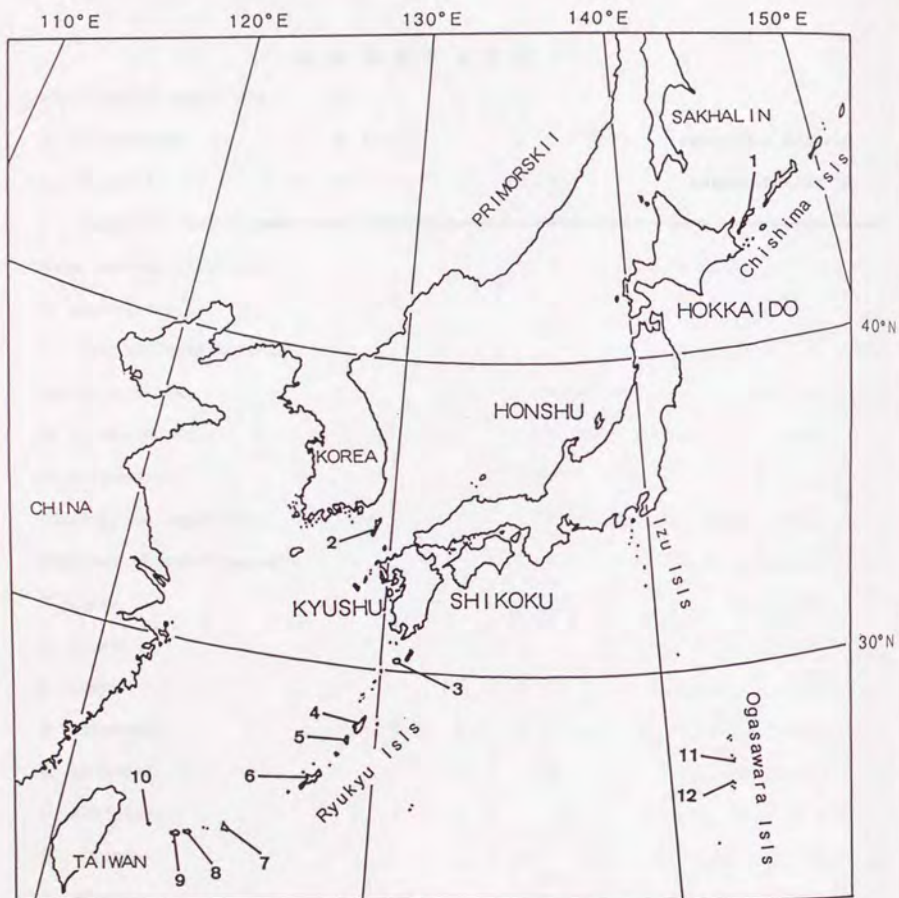 110°E 120°E 130°E 140°E 150°E
SAKHALIN
PRIMORSKII
1
Chishima Isls
HOKKAIDO
40°N
HONSHU
KOREA
CHINA
2
Izu Isls
KYUSHU
SHIKOKU
30°N
3
4
5
Ogasawara Isls
6
Ryukyu Isls
11
12
10
TAIWAN
9
8
7